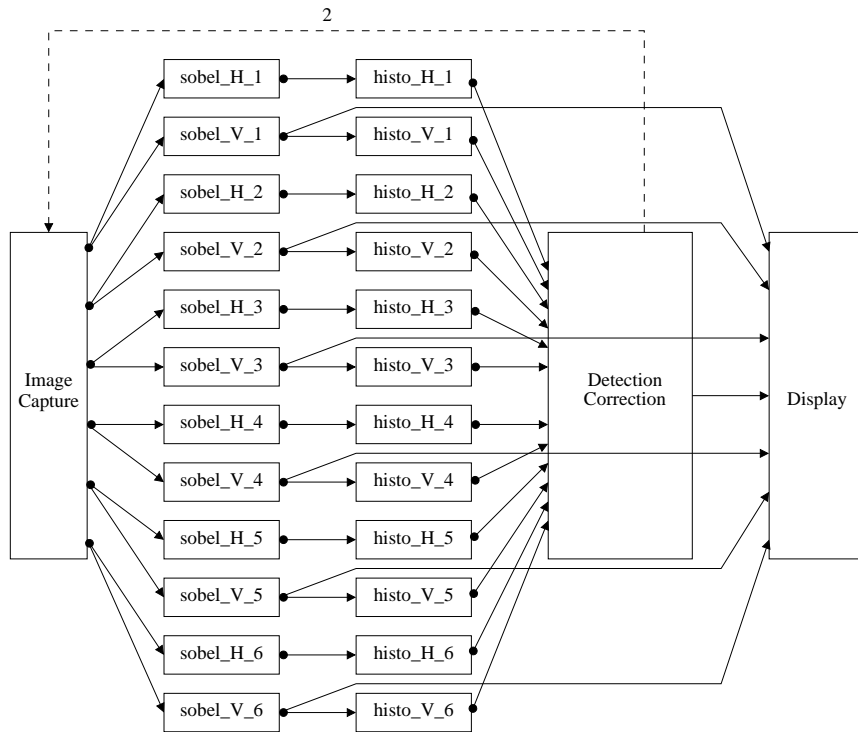 2
sobel_H_1
histo_H_1
sobel_V_1
histo_V_1
sobel_H_2
histo_H_2
sobel_V_2
histo_V_2
sobel_H_3
histo_H_3
sobel_V_3
histo_V_3
Image
Capture
Detection
Correction
Display
sobel_H_4
histo_H_4
sobel_V_4
histo_V_4
sobel_H_5
histo_H_5
sobel_V_5
histo_V_5
sobel_H_6
histo_H_6
sobel_V_6
histo_V_6